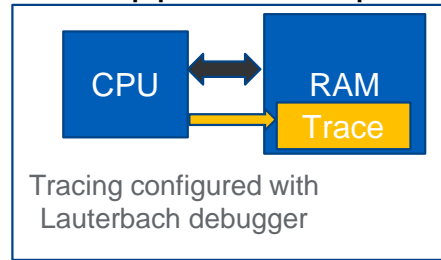 CPU
RAM
Trace
Tracing configured with
Lauterbach debugger